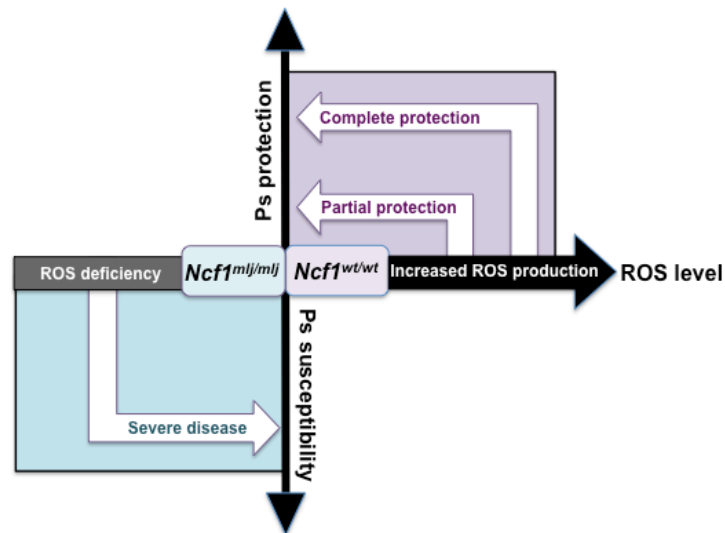 Ps protection
Complete protection
Partial protection
ROS deficiency
Ncf1mlj/mlj
Ncf1wt/wt
Increased ROS production
ROS level
Ps susceptibility
Severe disease